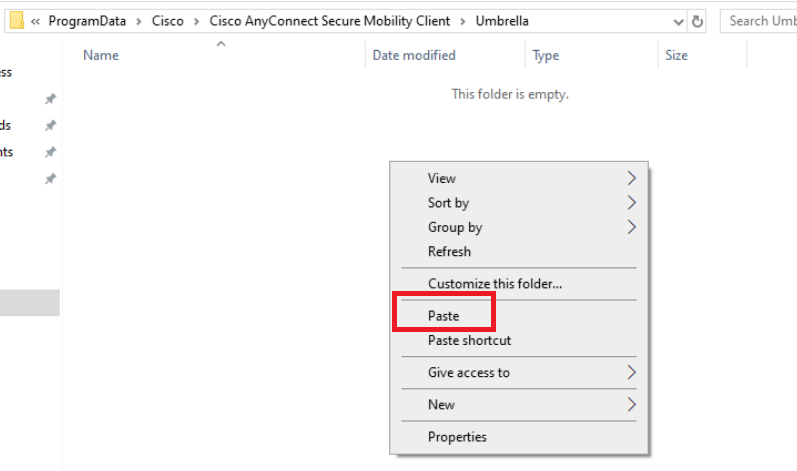 « ProgramData > Cisco > Cisco AnyConnect Secure Mobility Client > Umbrella
Search Umb
Name Date modified Type Size
ess
This folder is empty.
ds
nts
View
Sort by
Group by
Refresh
Customize this folder...
Paste
Paste shortcut
Give access to
New
Properties